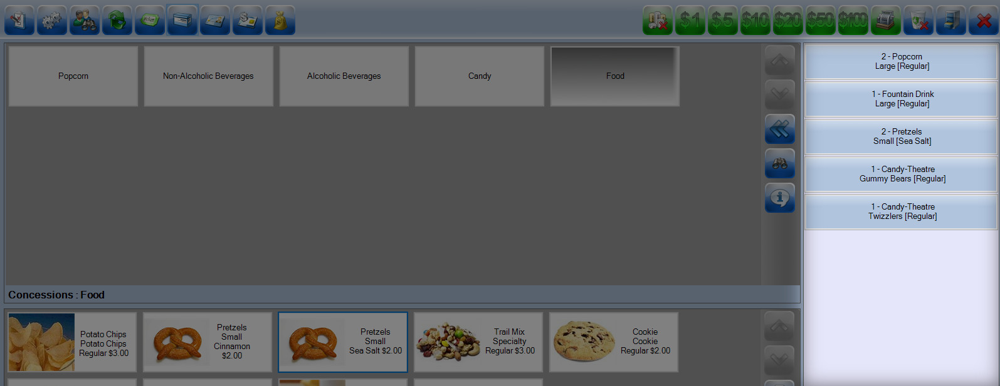 $1
$5
$10
$20
$50
$100
Popcorn
Non-Alcoholic Beverages
Alcoholic Beverages
Candy
Food
Concessions : Food
Potato Chips
Potato Chips
Regular $3.00
Pretzels
Small
Cinnamon
$2.00
Pretzels
Small
Sea Salt $2.00
Trail Mix
Specialty
Regular $3.00
Cookie
Cookie
Regular $2.00
2 - Popcorn
Large [Regular]
1 - Fountain Drink
Large [Regular]
2 - Pretzels
Small [Sea Salt]
1 - Candy-Theatre
Gummy Bears [Regular]
1 - Candy-Theatre
Twizzlers [Regular]